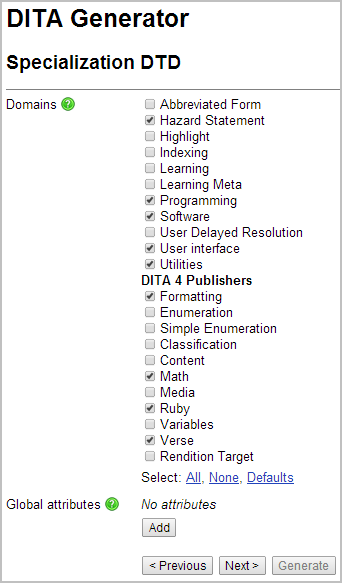 DITA Generator
Specialization DTD
Domains
Abbreviated Form
Hazard Statement
Highlight
Indexing
Learning
Learning Meta
Programming
Software
User Delayed Resolution
User interface
Utilities
DITA 4 Publishers
Formatting
Enumeration
Simple Enumeration
Classification
Content
Math
Media
Ruby
Variables
Verse
Rendition Target
Select: All, None, Defaults
Global attributes No attributes
Add
< Previous Next > Generate